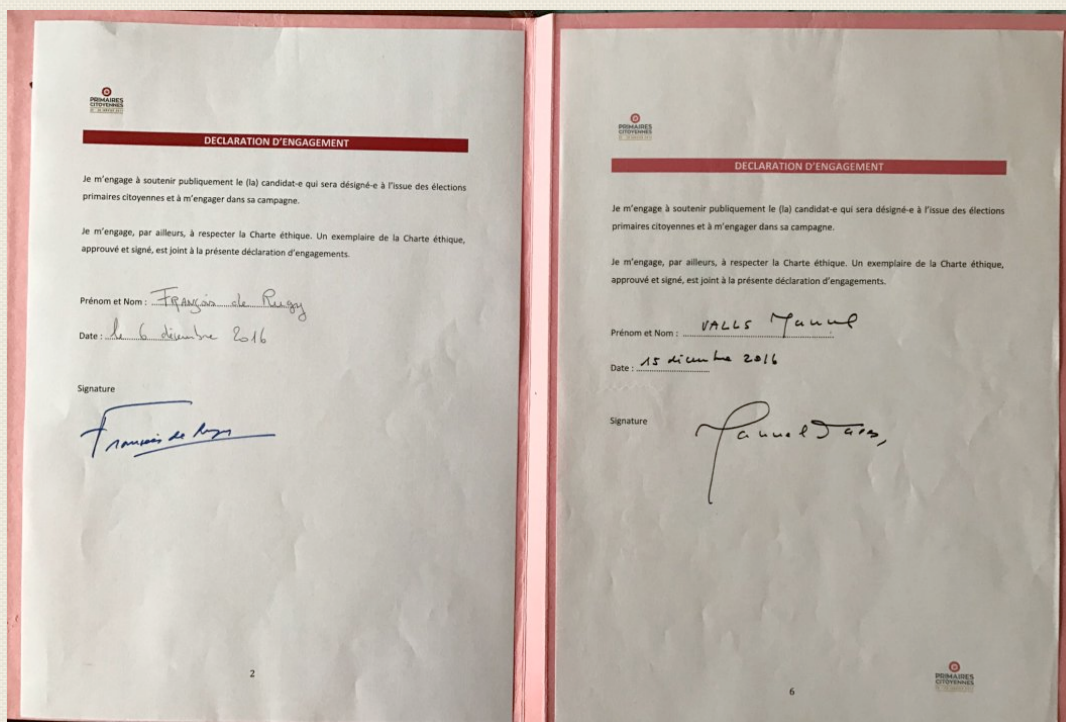 PRIMAIRES
CITOYENNES
DECLARATION D'ENGAGEMENT
Je m'engage à soutenir publiquement le (la) candidat-e qui sera désigné-e à l'issue des élections
primaires citoyennes et à m'engager dans sa campagne.
Je m'engage, par ailleurs, à respecter la Charte éthique. Un exemplaire de la Charte éthique,
approuvé et signé, est joint à la présente déclaration d'engagements.
Prénom et Nom : François de Rugy
Date : le 6 décembre 2016
Signature
François de Rugy
2
PRIMAIRES
CITOYENNES
DECLARATION D'ENGAGEMENT
Je m'engage à soutenir publiquement le (la) candidat-e qui sera désigné-e à l'issue des élections
primaires citoyennes et à m'engager dans sa campagne.
Je m'engage, par ailleurs, à respecter la Charte éthique. Un exemplaire de la Charte éthique,
approuvé et signé, est joint à la présente déclaration d'engagements.
Prénom et Nom : VALLS Manuel
Date : 15 décembre 2016
Signature
Manuel Valls
6
PRIMAIRES
CITOYENNES